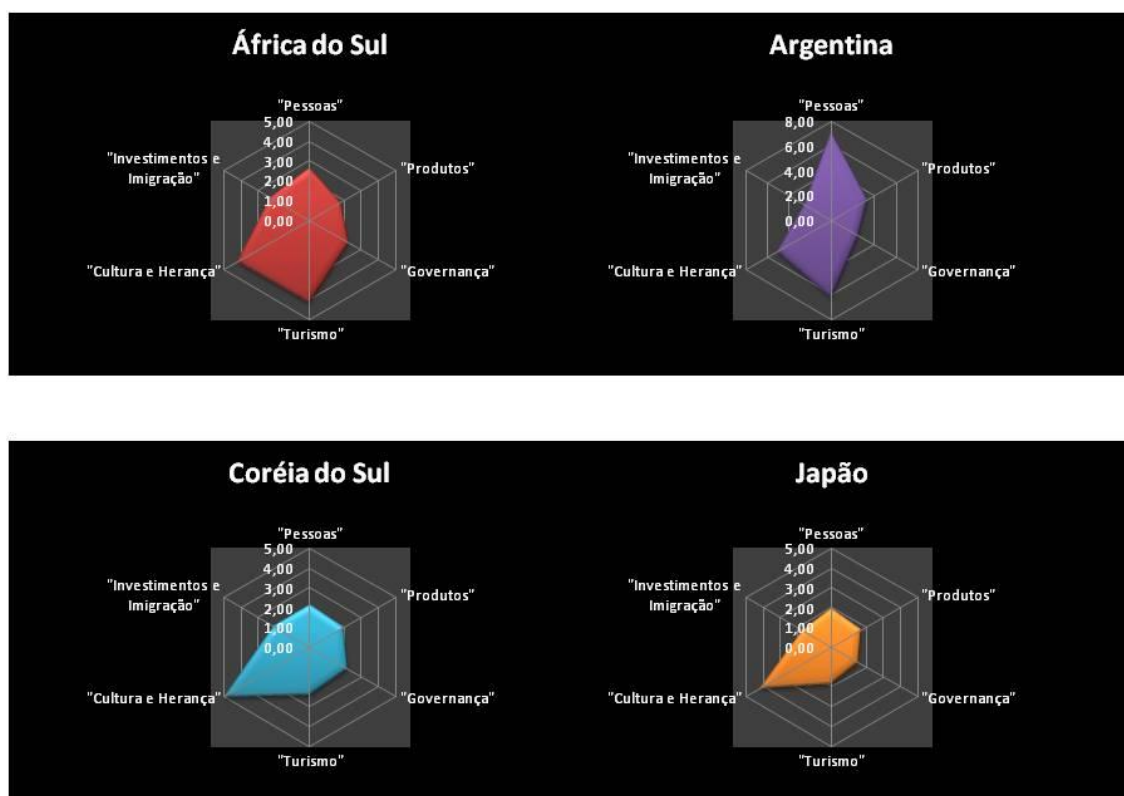 África do Sul
"Pessoas"
5,00
4,00
3,00
2,00
1,00
0,00
"Investimentos e
Imigração"
"Produtos"
"Cultura e Herança"
"Governança"
"Turismo"
Argentina
"Pessoas"
8,00
6,00
4,00
2,00
0,00
"Investimentos e
Imigração"
"Produtos"
"Cultura e Herança"
"Governança"
"Turismo"
Coréia do Sul
"Pessoas"
5,00
4,00
3,00
2,00
1,00
0,00
"Investimentos e
Imigração"
"Produtos"
"Cultura e Herança"
"Governança"
"Turismo"
Japão
"Pessoas"
5,00
4,00
3,00
2,00
1,00
0,00
"Investimentos e
Imigração"
"Produtos"
"Cultura e Herança"
"Governança"
"Turismo"